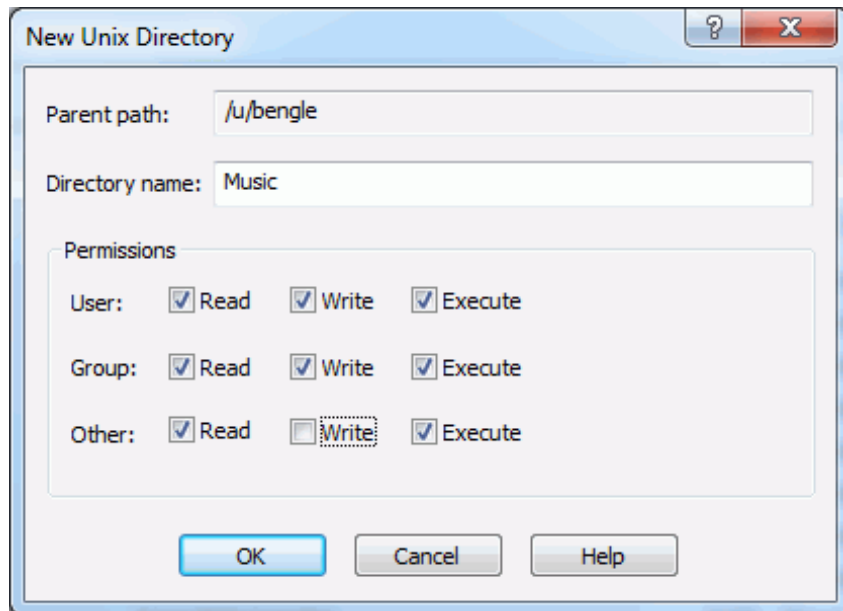 New Unix Directory
?
X
Parent path: /u/bengle
Directory name: Music
Permissions
User: Read Write Execute
Group: Read Write Execute
Other: Read Write Execute
OK Cancel Help